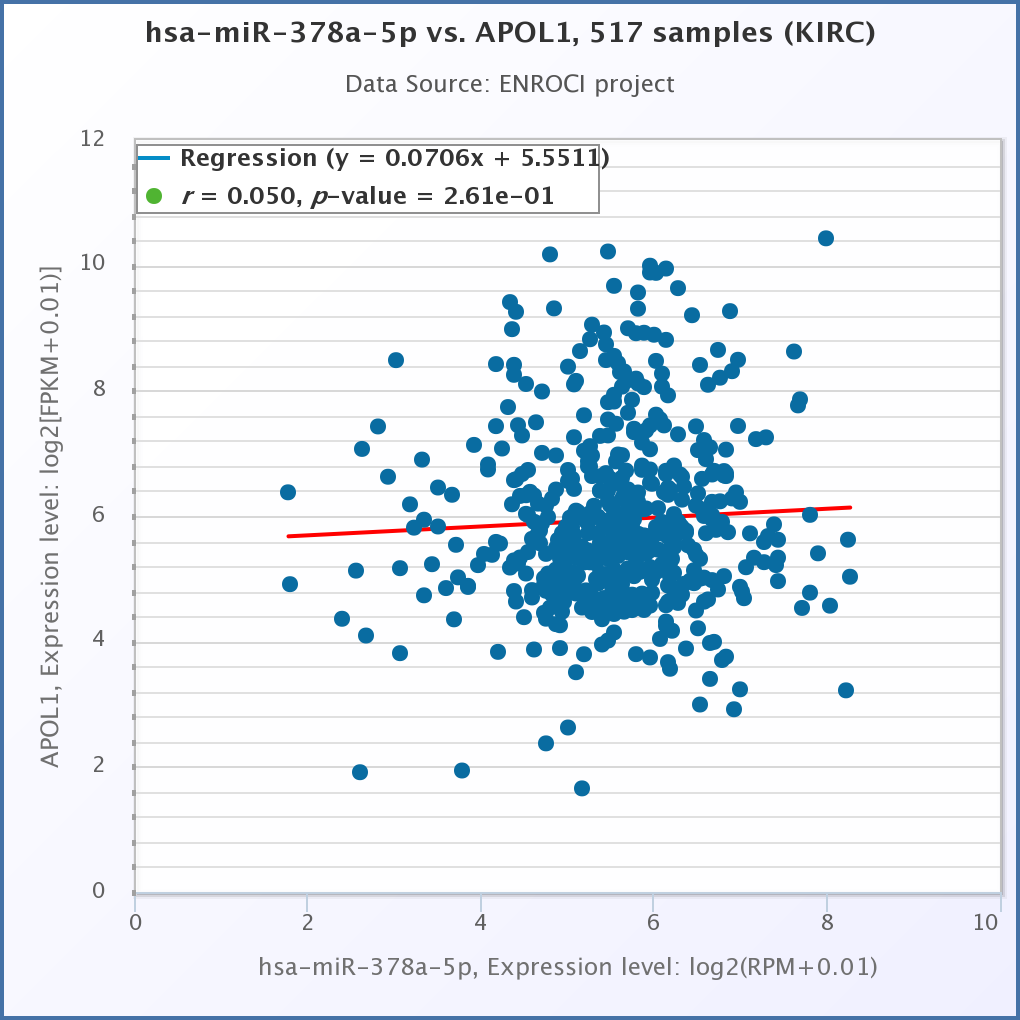 hsa-miR-378a-5p vs. APOL1, 517 samples (KIRC)
Data Source: ENROCI project
Regression (y = 0.0706x + 5.5511)
r = 0.050, p-value = 2.61e-01
APOL1, Expression level: log2[FPKM+0.01)]
12
10
8
6
4
2
0
0 2 4 6 8 10
hsa-miR-378a-5p, Expression level: log2(RPM+0.01)